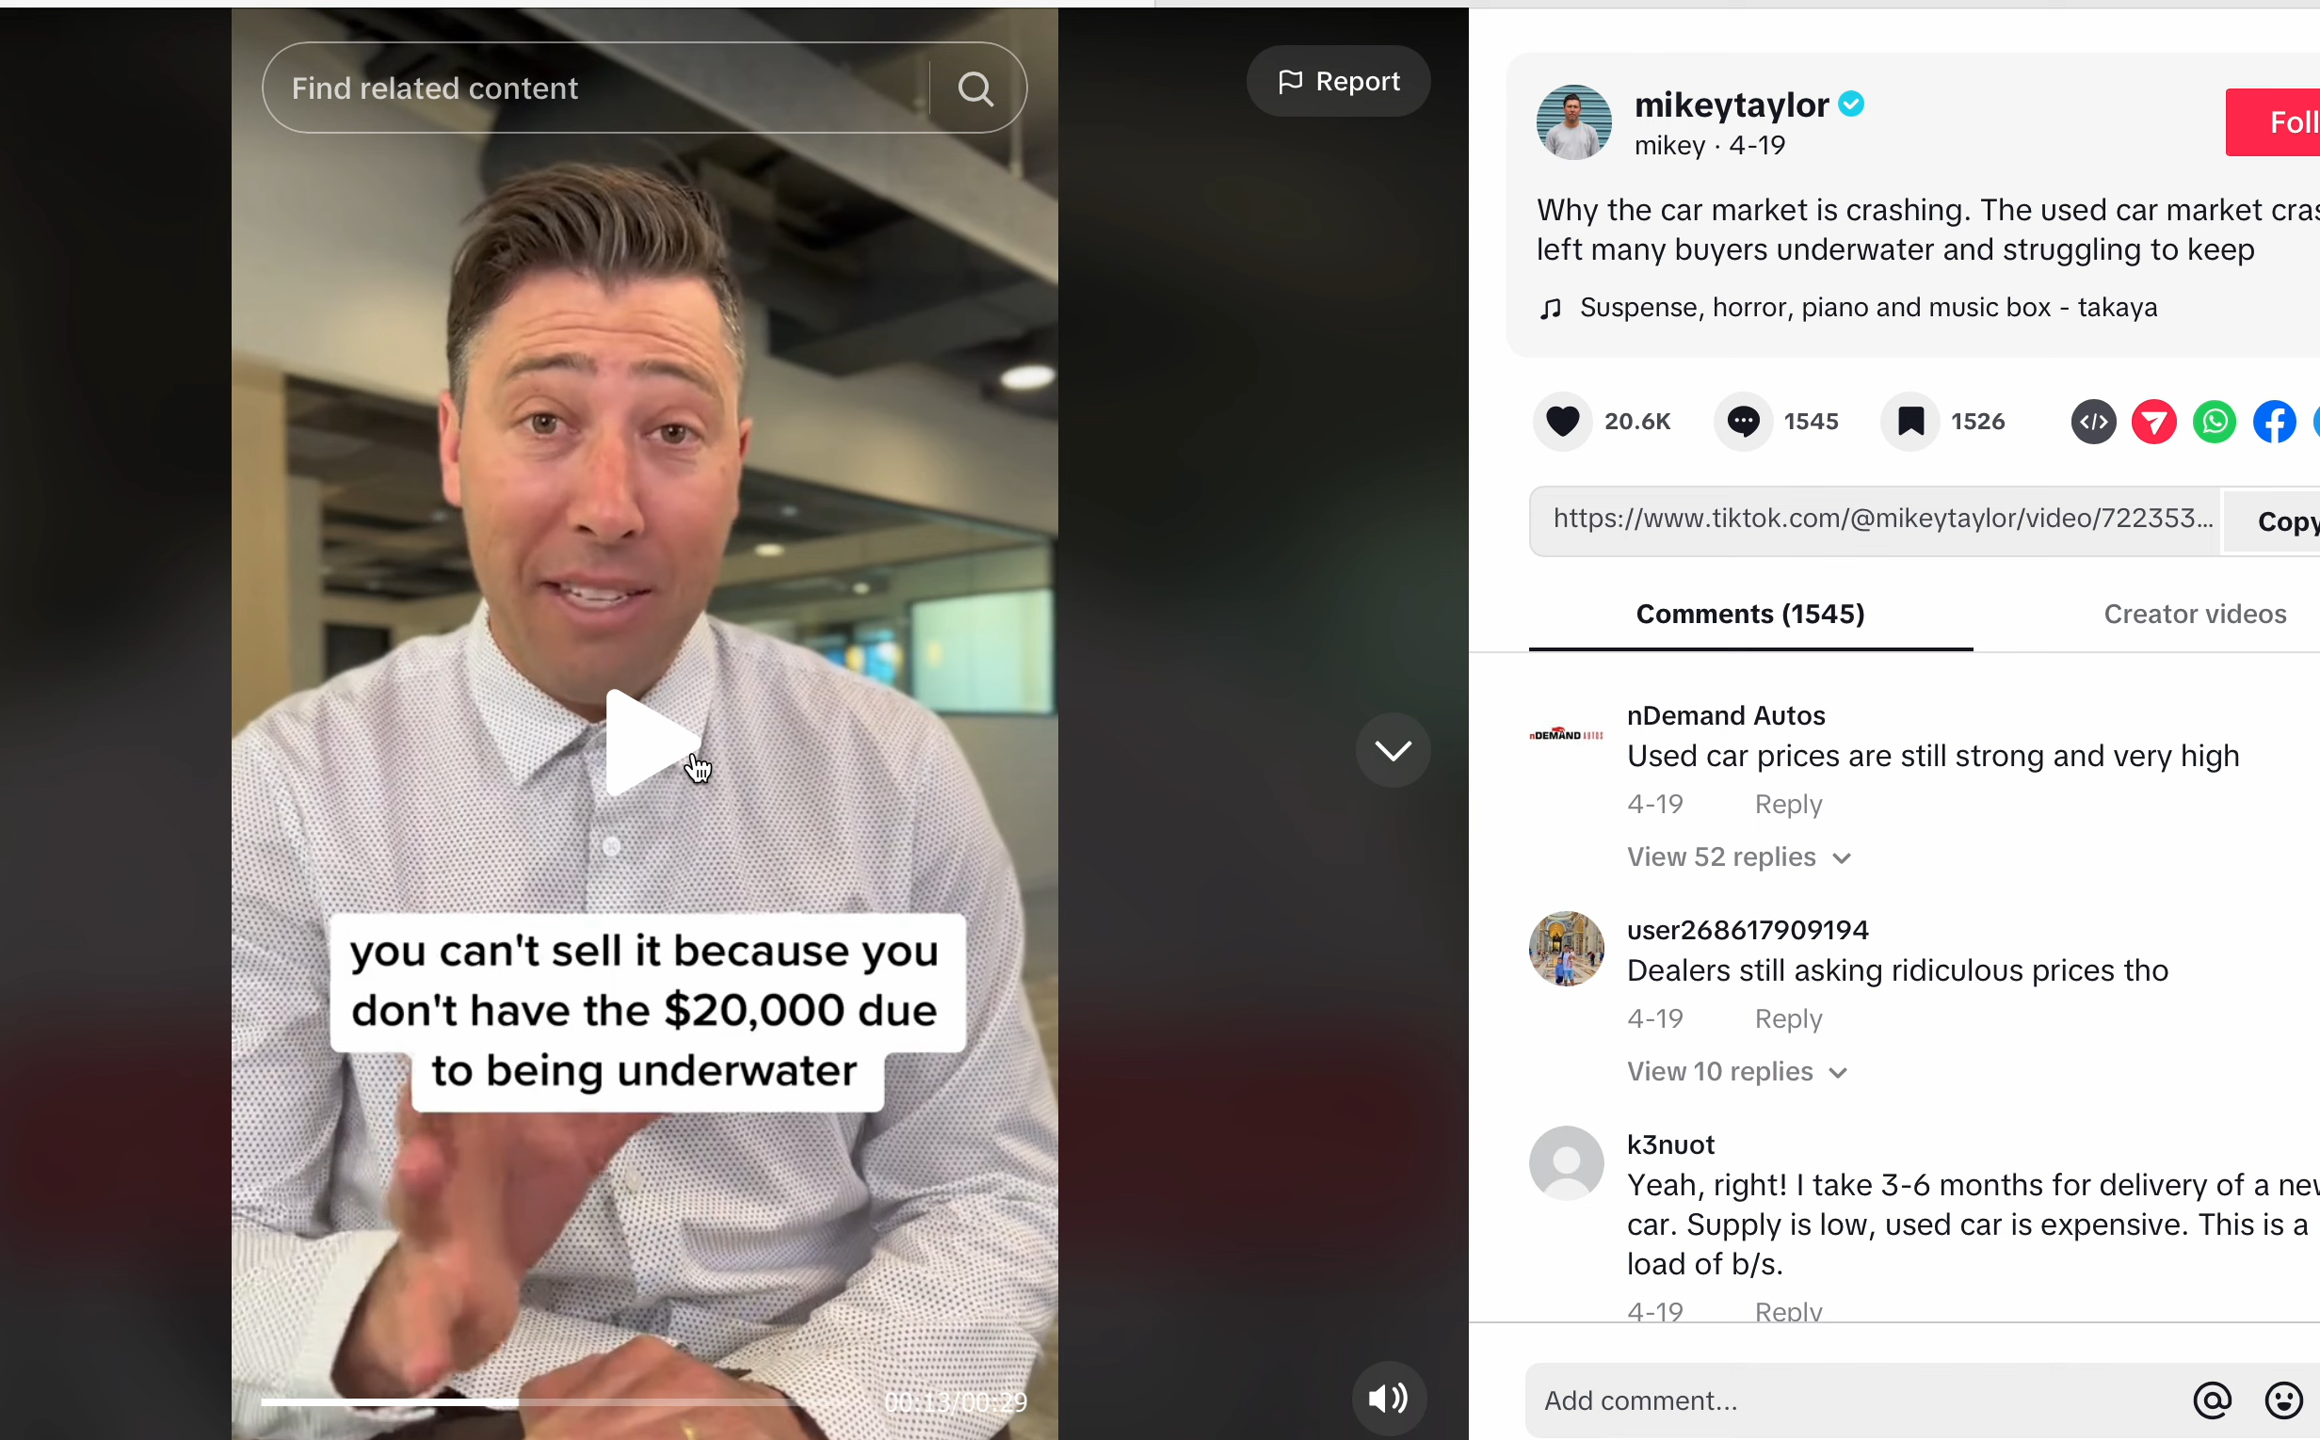 Find related content
Report
you can't sell it because you
don't have the $20,000 due
to being underwater
00:13/00:29
mikeytaylor
mikey · 4-19
Foll
Why the car market is crashing. The used car market cras
left many buyers underwater and struggling to keep
Suspense, horror, piano and music box - takaya
20.6K
1545
1526
https://www.tiktok.com/@mikeytaylor/video/722353...
Copy
Comments (1545)
Creator videos
nDEMAND AUTOS
nDemand Autos
Used car prices are still strong and very high
4-19 Reply
View 52 replies
user268617909194
Dealers still asking ridiculous prices tho
4-19 Reply
View 10 replies
k3nuot
Yeah, right! I take 3-6 months for delivery of a new
car. Supply is low, used car is expensive. This is a
load of b/s.
4-19 Reply
Add comment...